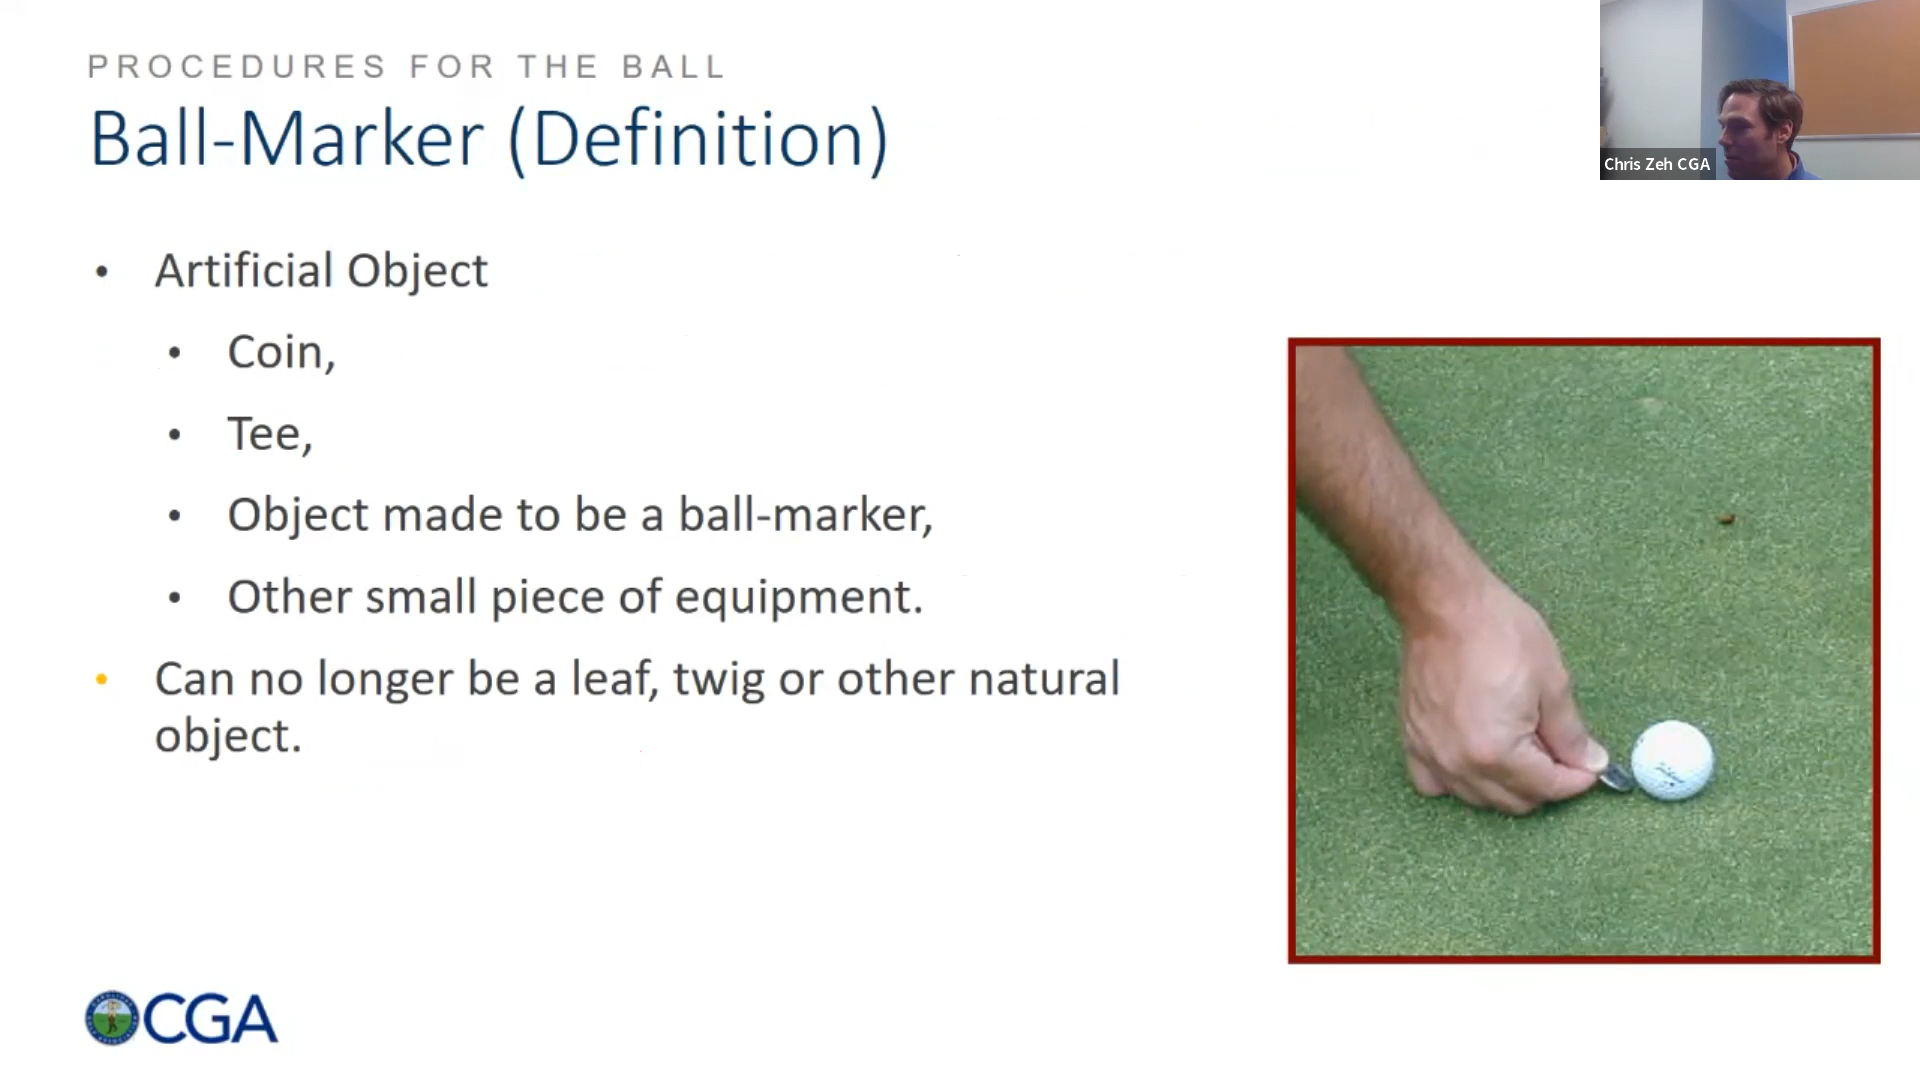 PROCEDURES FOR THE BALL
Ball-Marker (Definition)
Chris Zeh CGA
• Artificial Object
• Coin,
• Tee,
• Object made to be a ball-marker,
• Other small piece of equipment.
• Can no longer be a leaf, twig or other natural
object.
CGA